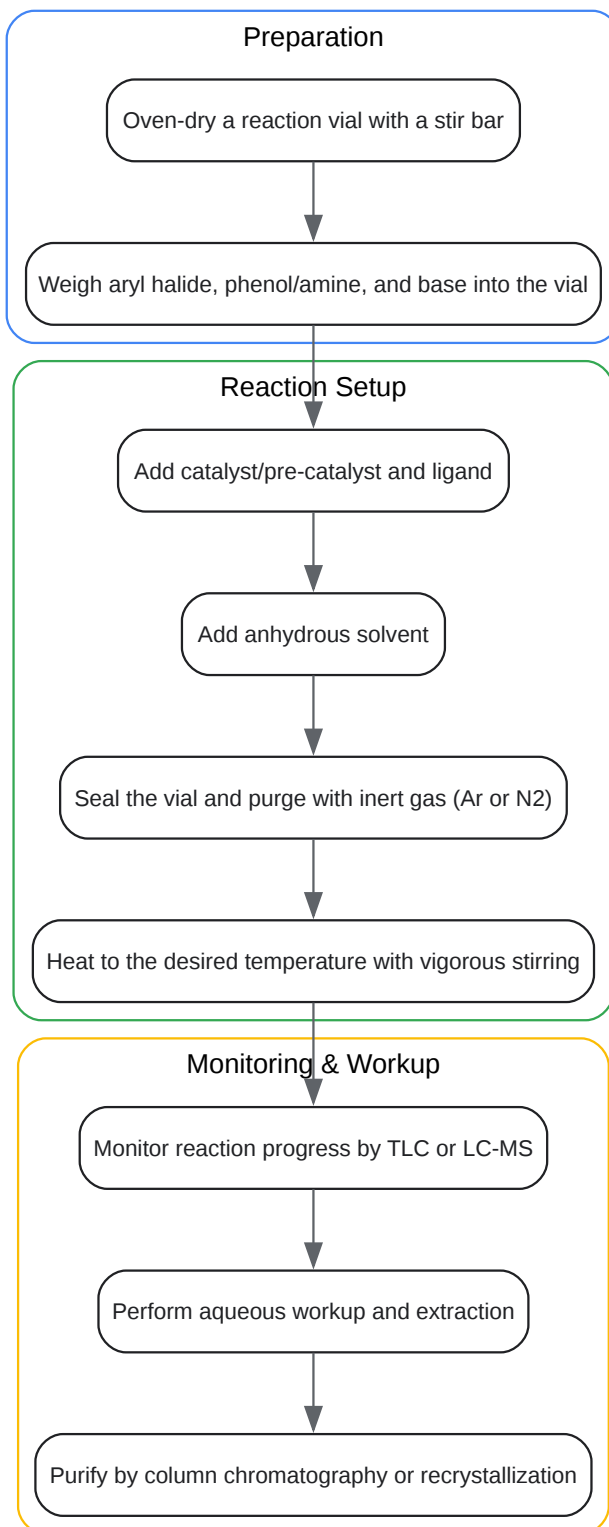 Preparation
Oven-dry a reaction vial with a stir bar
Weigh aryl halide, phenol/amine, and base into the vial
Reaction Setup
Add catalyst/pre-catalyst and ligand
Add anhydrous solvent
Seal the vial and purge with inert gas (Ar or N2)
Heat to the desired temperature with vigorous stirring
Monitoring & Workup
Monitor reaction progress by TLC or LC-MS
Perform aqueous workup and extraction
Purify by column chromatography or recrystallization